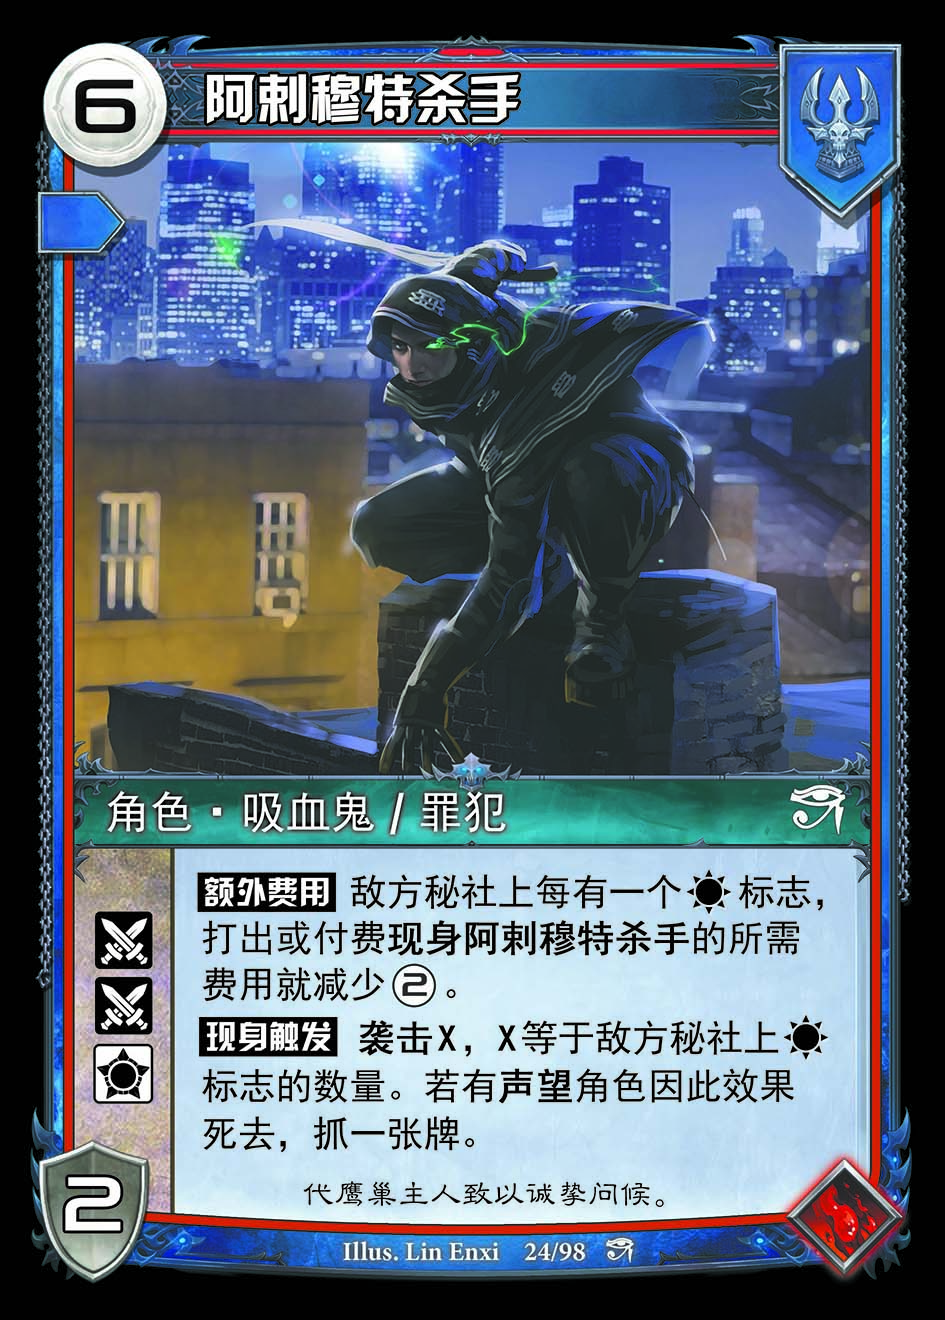 6
阿剌穆特杀手
角色·吸血鬼 / 罪犯
额外费用 敌方秘社上每有一个标志，
打出或付费现身阿剌穆特杀手的所需
费用就减少②。
现身触发 袭击X，X等于敌方秘社上
标志的数量。若有声望角色因此效果
死去，抓一张牌。
代鹰巢主人致以诚挚问候。
2
Illus. Lin Enxi 24/98